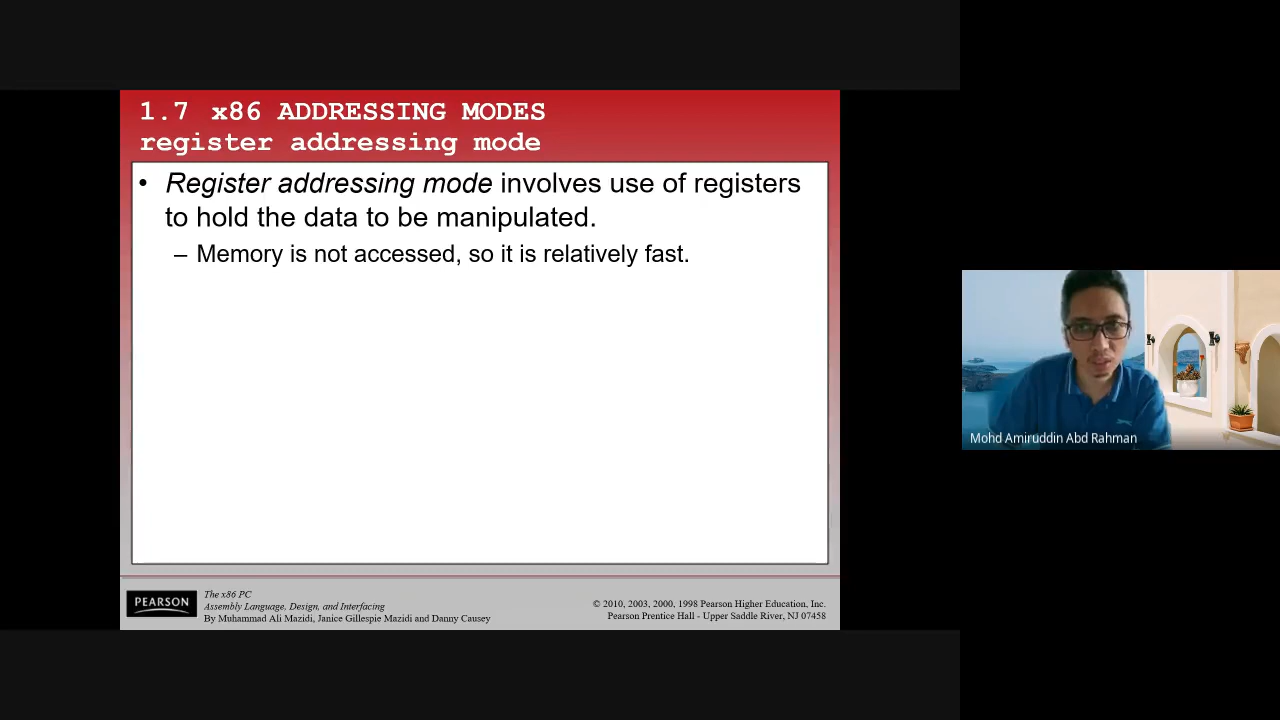 1.7 x86 ADDRESSING MODES
register addressing mode
• Register addressing mode involves use of registers
to hold the data to be manipulated.
– Memory is not accessed, so it is relatively fast.
PEARSON
The x86 PC
Assembly Language, Design, and Interfacing
By Muhammad Ali Mazidi, Janice Gillespie Mazidi and Danny Causey
© 2010, 2003, 2000, 1998 Pearson Higher Education, Inc.
Pearson Prentice Hall - Upper Saddle River, NJ 07458
Mohd Amiruddin Abd Rahman